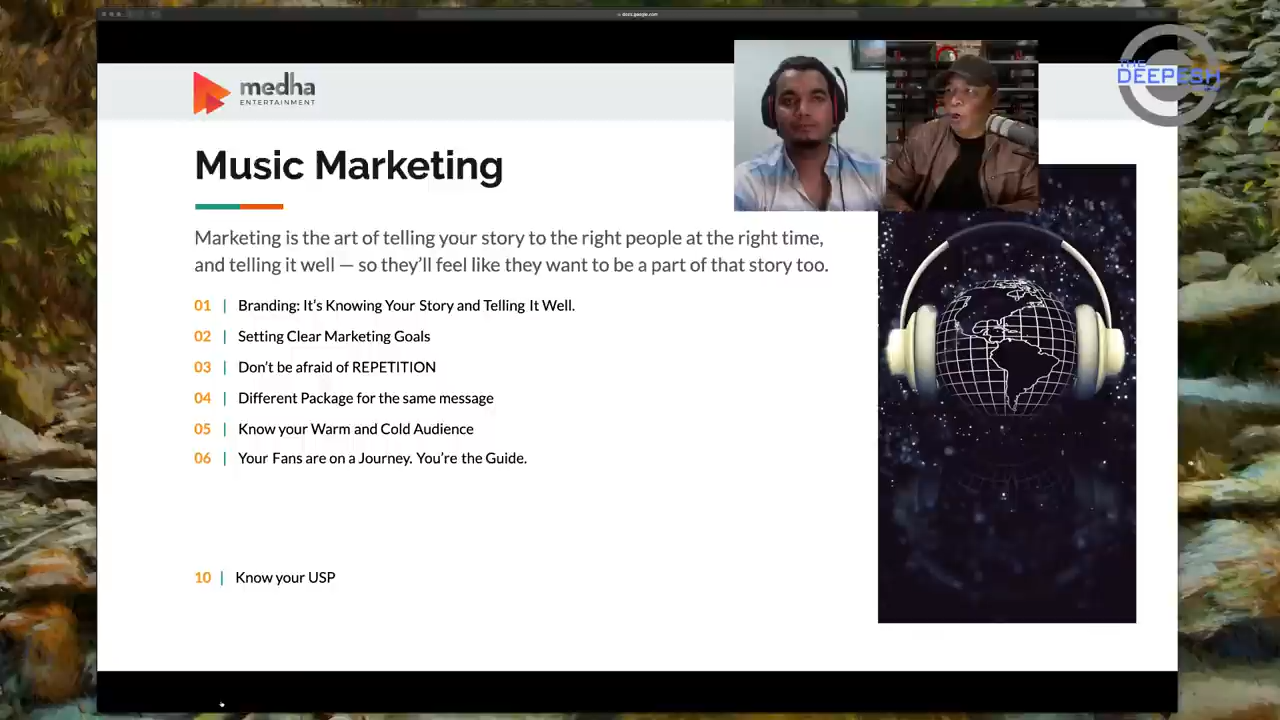 docs.google.com
medha
ENTERTAINMENT
THE
DEEPESH
Music Marketing
Marketing is the art of telling your story to the right people at the right time,
and telling it well — so they'll feel like they want to be a part of that story too.
01 | Branding: It's Knowing Your Story and Telling It Well.
02 | Setting Clear Marketing Goals
03 | Don't be afraid of REPETITION
04 | Different Package for the same message
05 | Know your Warm and Cold Audience
06 | Your Fans are on a Journey. You're the Guide.
10 | Know your USP